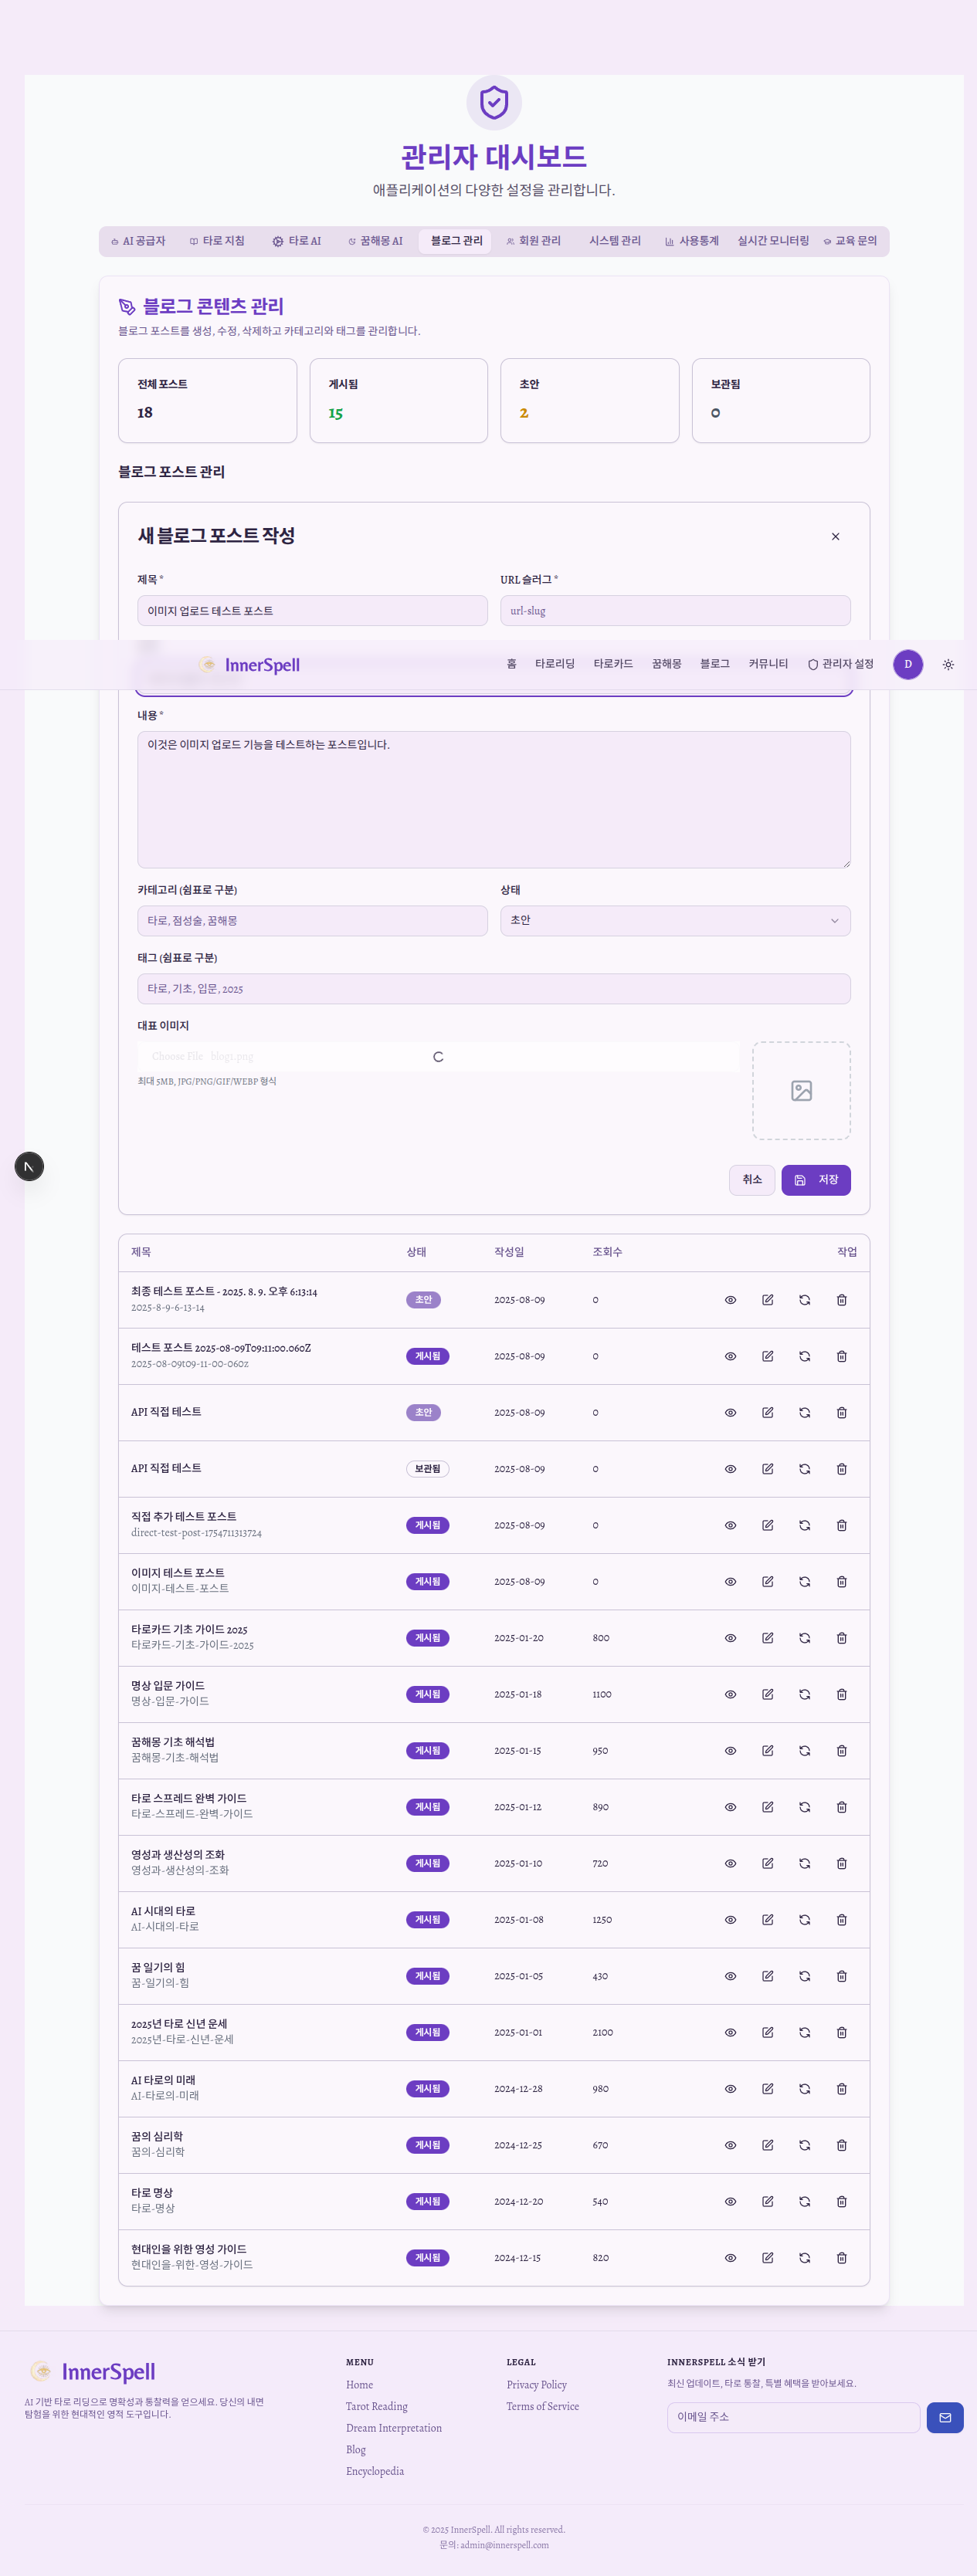 관리자 대시보드
애플리케이션의 다양한 설정을 관리합니다.
AI 공급자 타로 지침 타로 AI 꿈해몽 AI 블로그 관리 회원 관리 시스템 관리 사용통계 실시간 모니터링 교육 문의
블로그 콘텐츠 관리
블로그 포스트를 생성, 수정, 삭제하고 카테고리와 태그를 관리합니다.
전체 포스트 게시됨 초안 보관됨
18 15 2 0
블로그 포스트 관리
새 블로그 포스트 작성
제목 * URL 슬러그 *
이미지 업로드 테스트 포스트 url-slug
InnerSpell 홈 타로리딩 타로카드 꿈해몽 블로그 커뮤니티 관리자 설정 D
내용 *
이것은 이미지 업로드 기능을 테스트하는 포스트입니다.
카테고리 (쉼표로 구분) 상태
타로, 점성술, 꿈해몽 초안
태그 (쉼표로 구분)
타로, 기초, 입문, 2025
대표 이미지
Choose File blog1.png
최대 5MB, JPG/PNG/GIF/WEBP 형식
취소 저장
제목 상태 작성일 조회수 작업
최종 테스트 포스트 - 2025. 8. 9. 오후 6:13:14 초안 2025-08-09 0
2025-8-9-6-13-14
테스트 포스트 2025-08-09T09:11:00.060Z 게시됨 2025-08-09 0
2025-08-09t09-11-00-060z
API 직접 테스트 초안 2025-08-09 0
API 직접 테스트 보관됨 2025-08-09 0
직접 추가 테스트 포스트 게시됨 2025-08-09 0
direct-test-post-1754711313724
이미지 테스트 포스트 게시됨 2025-08-09 0
이미지-테스트-포스트
타로카드 기초 가이드 2025 게시됨 2025-01-20 800
타로카드-기초-가이드-2025
명상 입문 가이드 게시됨 2025-01-18 1100
명상-입문-가이드
꿈해몽 기초 해석법 게시됨 2025-01-15 950
꿈해몽-기초-해석법
타로 스프레드 완벽 가이드 게시됨 2025-01-12 890
타로-스프레드-완벽-가이드
영성과 생산성의 조화 게시됨 2025-01-10 720
영성과-생산성의-조화
AI 시대의 타로 게시됨 2025-01-08 1250
AI-시대의-타로
꿈 일기의 힘 게시됨 2025-01-05 430
꿈-일기의-힘
2025년 타로 신년 운세 게시됨 2025-01-01 2100
2025년-타로-신년-운세
AI 타로의 미래 게시됨 2024-12-28 980
AI-타로의-미래
꿈의 심리학 게시됨 2024-12-25 670
꿈의-심리학
타로 명상 게시됨 2024-12-20 540
타로-명상
현대인을 위한 영성 가이드 게시됨 2024-12-15 820
현대인을-위한-영성-가이드
InnerSpell
AI 기반 타로 리딩으로 명확성과 통찰력을 얻으세요. 당신의 내면
탐험을 위한 현대적인 영적 도구입니다.
MENU
Home
Tarot Reading
Dream Interpretation
Blog
Encyclopedia
LEGAL
Privacy Policy
Terms of Service
INNERSPELL 소식 받기
최신 업데이트, 타로 통찰, 특별 혜택을 받아보세요.
이메일 주소
© 2025 InnerSpell. All rights reserved.
문의: admin@innerspell.com